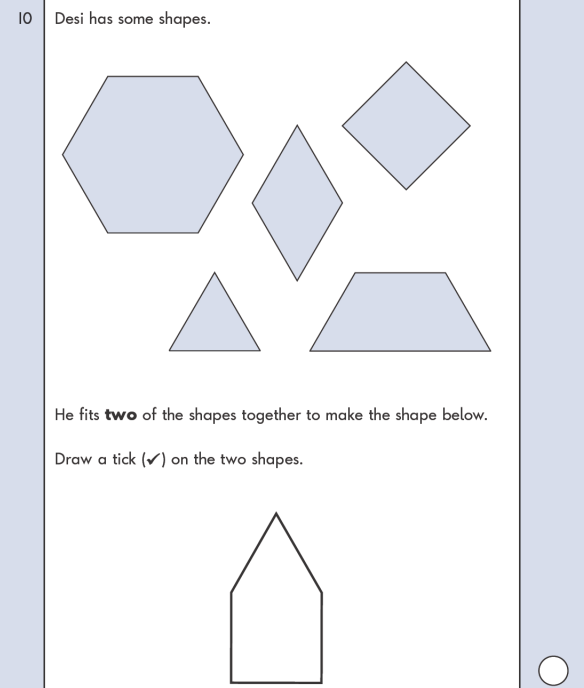 10 Desi has some shapes.
He fits two of the shapes together to make the shape below.
Draw a tick (✓) on the two shapes.